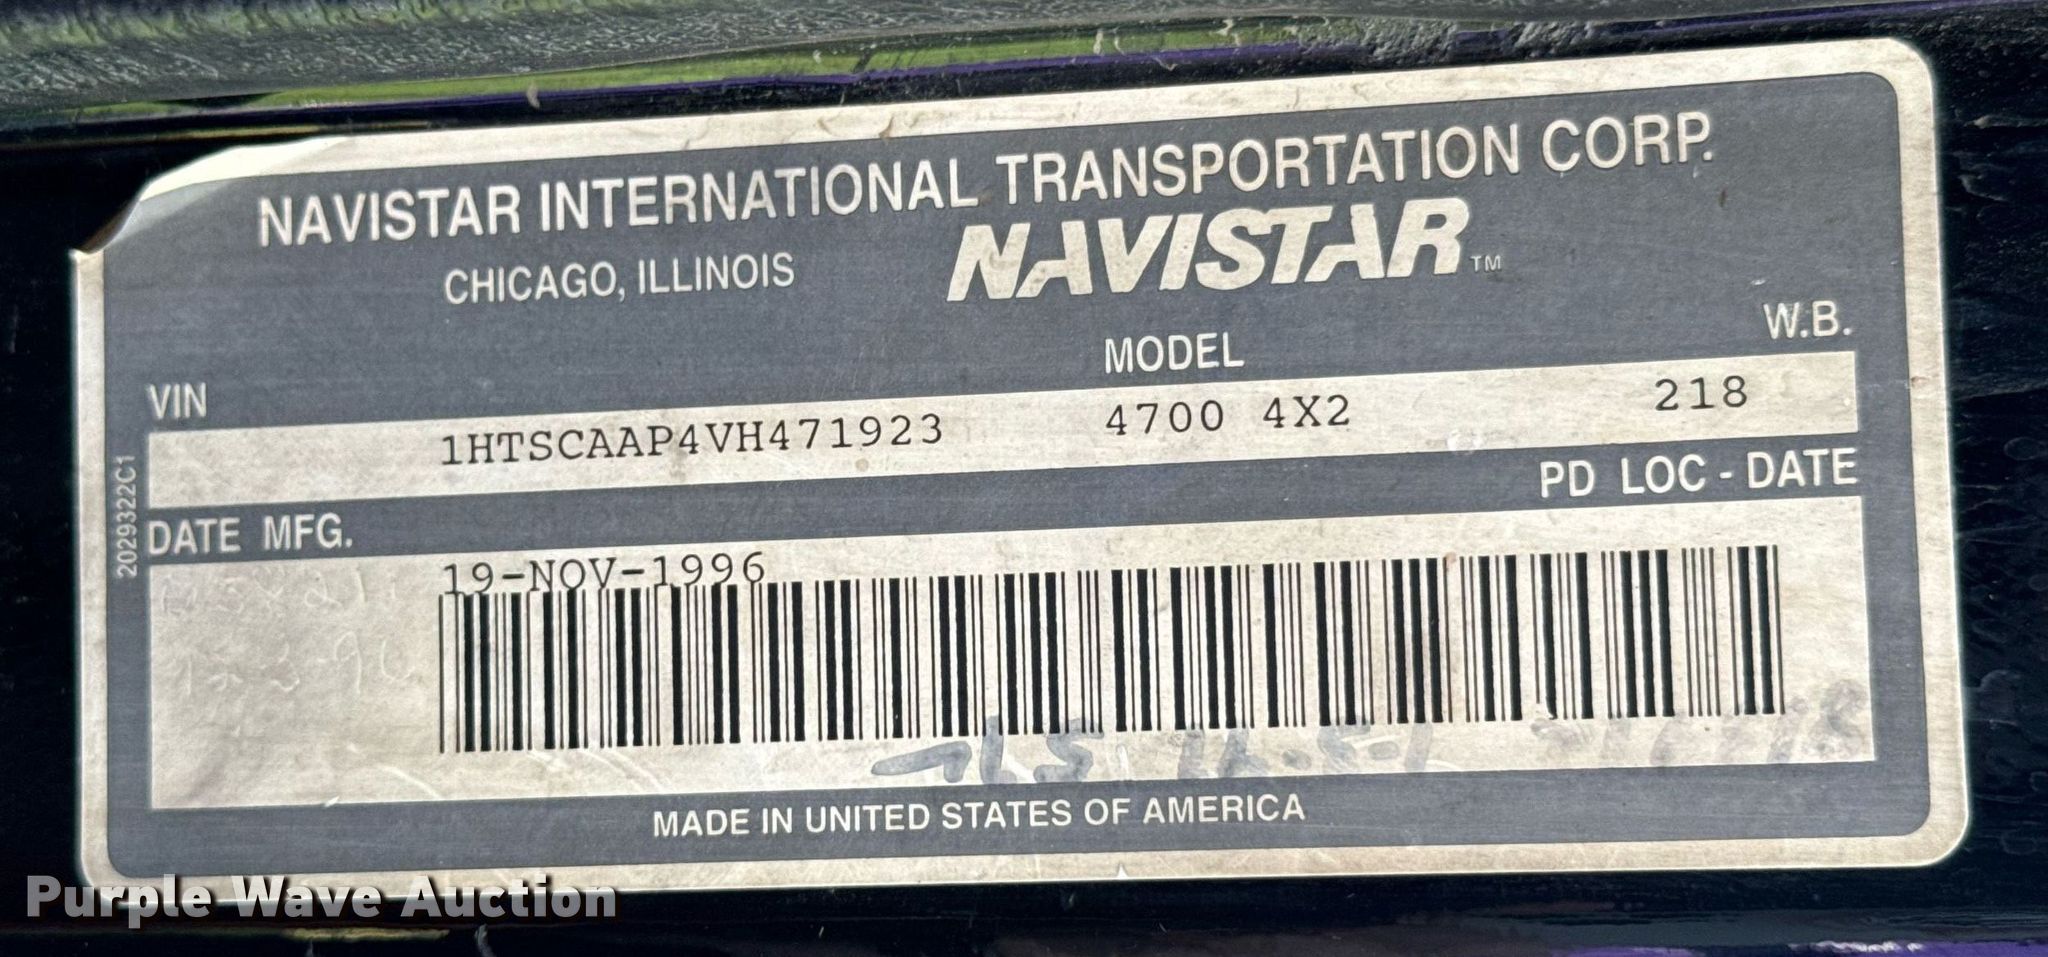 NAVISTAR INTERNATIONAL TRANSPORTATION CORP.
CHICAGO, ILLINOIS
NAVISTAR™
VIN
MODEL
W.B.
1HTSCAAP4VH471923
4700 4X2
218
DATE MFG.
PD LOC - DATE
19-NOV-1996
2029322C1
MADE IN UNITED STATES OF AMERICA
Purple Wave Auction